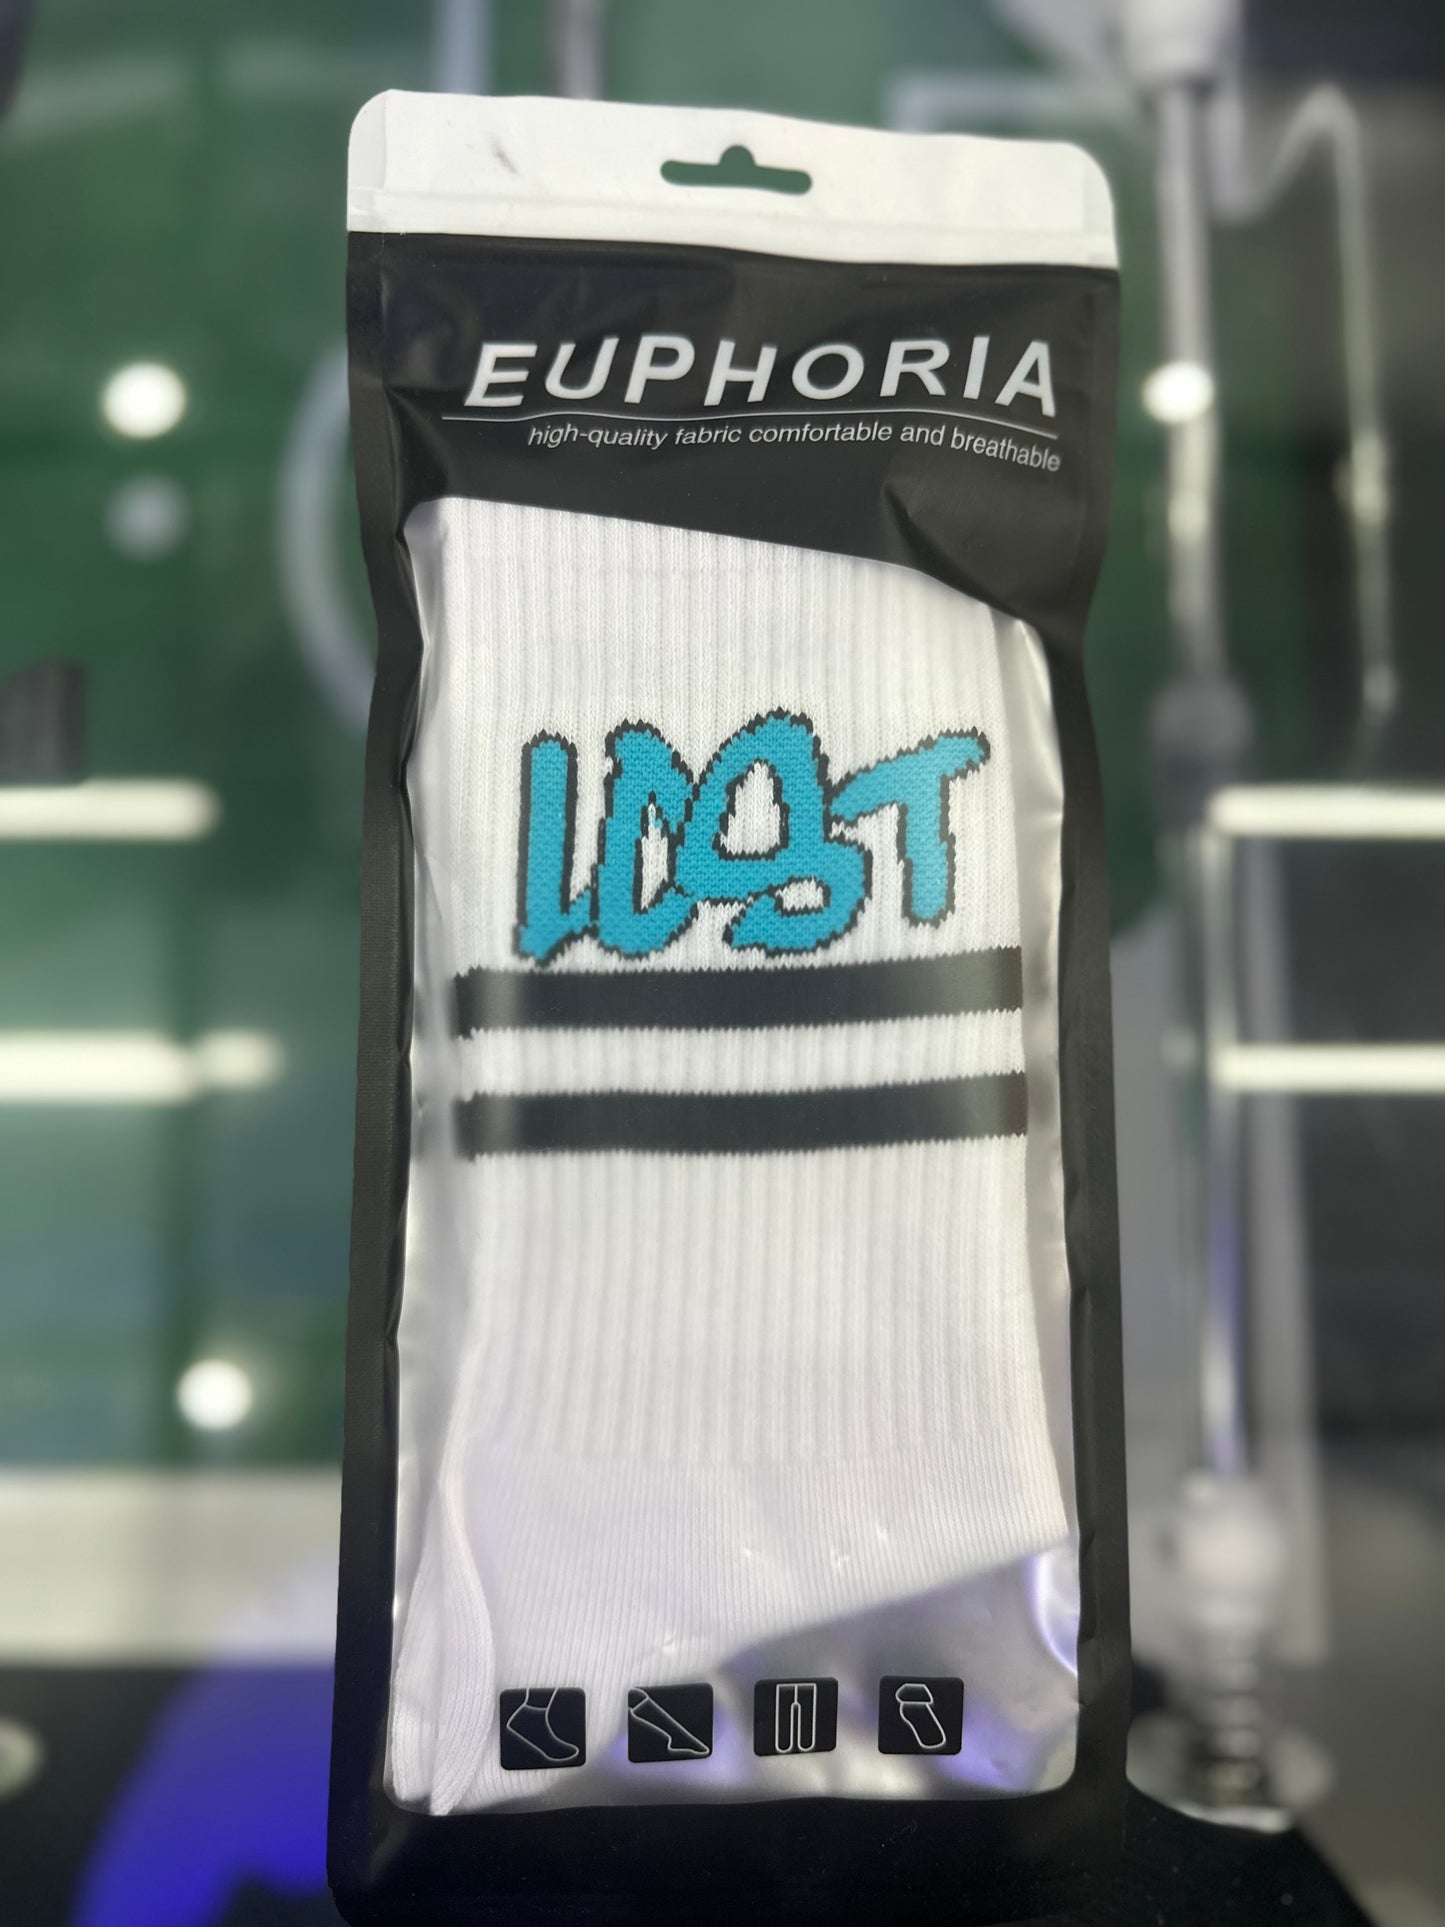 EUPHORIA
high-quality fabric comfortable and breathable
LOST